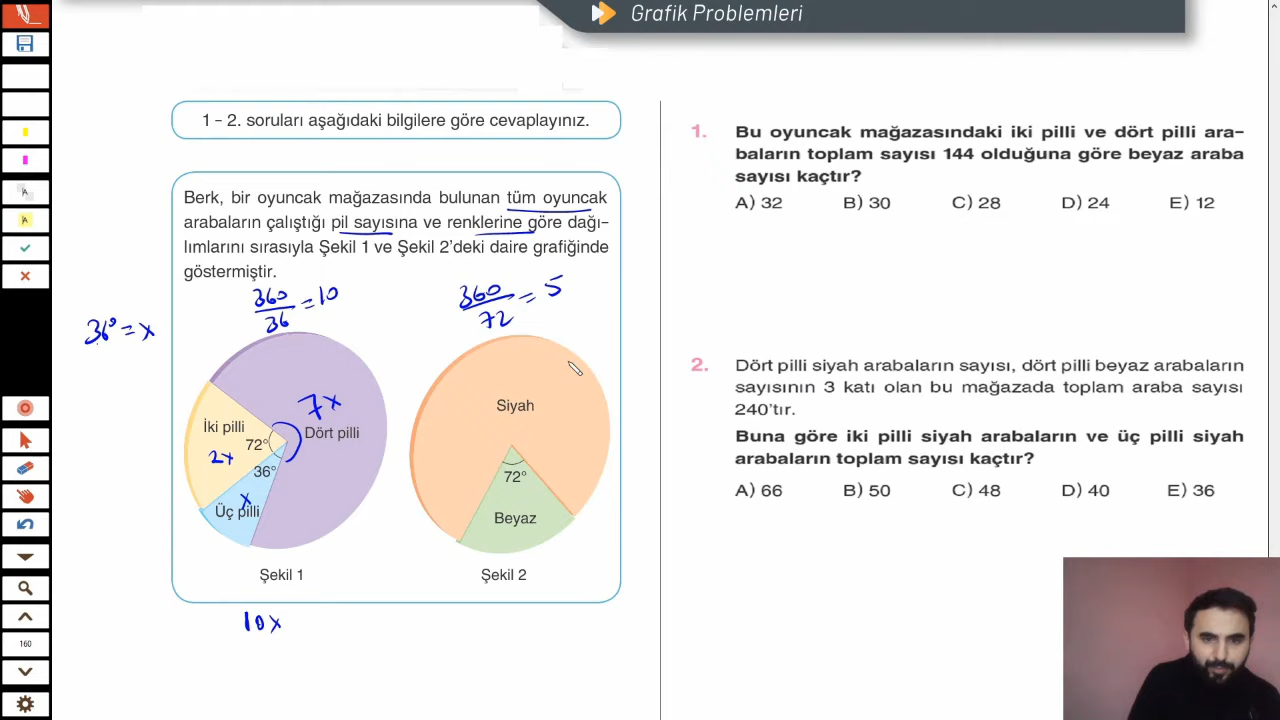 Grafik Problemleri
1 - 2. soruları aşağıdaki bilgilere göre cevaplayınız.
Berk, bir oyuncak mağazasında bulunan tüm oyuncak
arabaların çalıştığı pil sayısına ve renklerine göre dağı-
lımlarını sırasıyla Şekil 1 ve Şekil 2'deki daire grafiğinde
göstermiştir.
360/36 = 10
360/72 = 5
36° = x
İki pilli
72°
2x
36°
x
Üç pilli
7x
Dört pilli
Siyah
72°
Beyaz
Şekil 1
Şekil 2
10x
1. Bu oyuncak mağazasındaki iki pilli ve dört pilli ara-
baların toplam sayısı 144 olduğuna göre beyaz araba
sayısı kaçtır?
A) 32 B) 30 C) 28 D) 24 E) 12
2. Dört pilli siyah arabaların sayısı, dört pilli beyaz arabaların
sayısının 3 katı olan bu mağazada toplam araba sayısı
240'tır.
Buna göre iki pilli siyah arabaların ve üç pilli siyah
arabaların toplam sayısı kaçtır?
A) 66 B) 50 C) 48 D) 40 E) 36
A
A
160